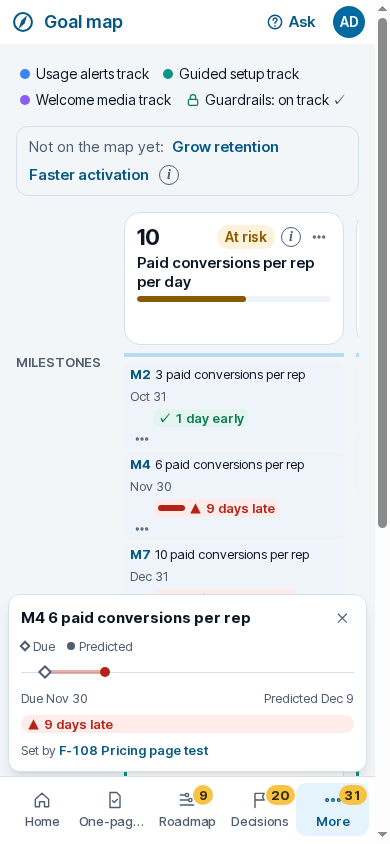 Goal map
Ask
AD
Usage alerts track
Guided setup track
Welcome media track
Guardrails: on track ✓
Not on the map yet: Grow retention
Faster activation i
10
At risk
i
•••
Paid conversions per rep
per day
MILESTONES
M2 3 paid conversions per rep
Oct 31
✓ 1 day early
•••
M4 6 paid conversions per rep
Nov 30
▲ 9 days late
•••
M7 10 paid conversions per rep
Dec 31
M4 6 paid conversions per rep
Due
Predicted
Due Nov 30
Predicted Dec 9
▲ 9 days late
Set by F-108 Pricing page test
9
20
31
Home
One-pag…
Roadmap
Decisions
More